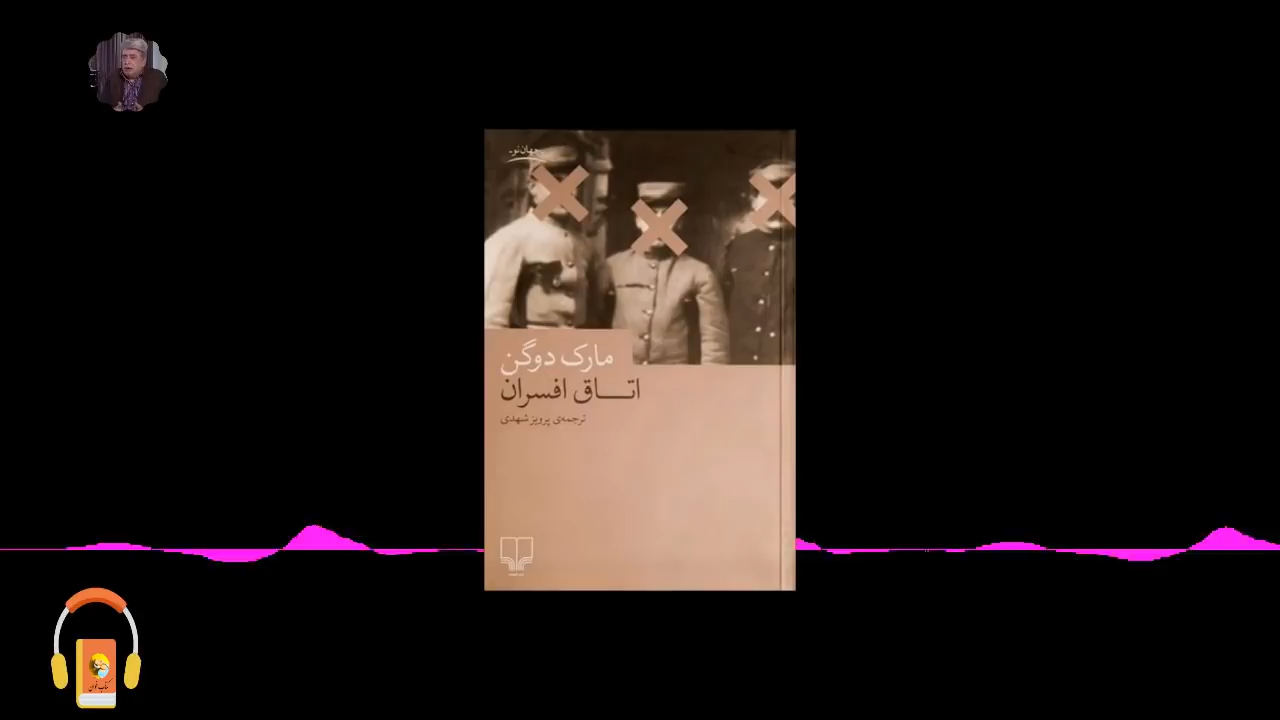 جهان نو
مارک دوگن
اتاق افسران
ترجمه‌ی پرویز شهدی